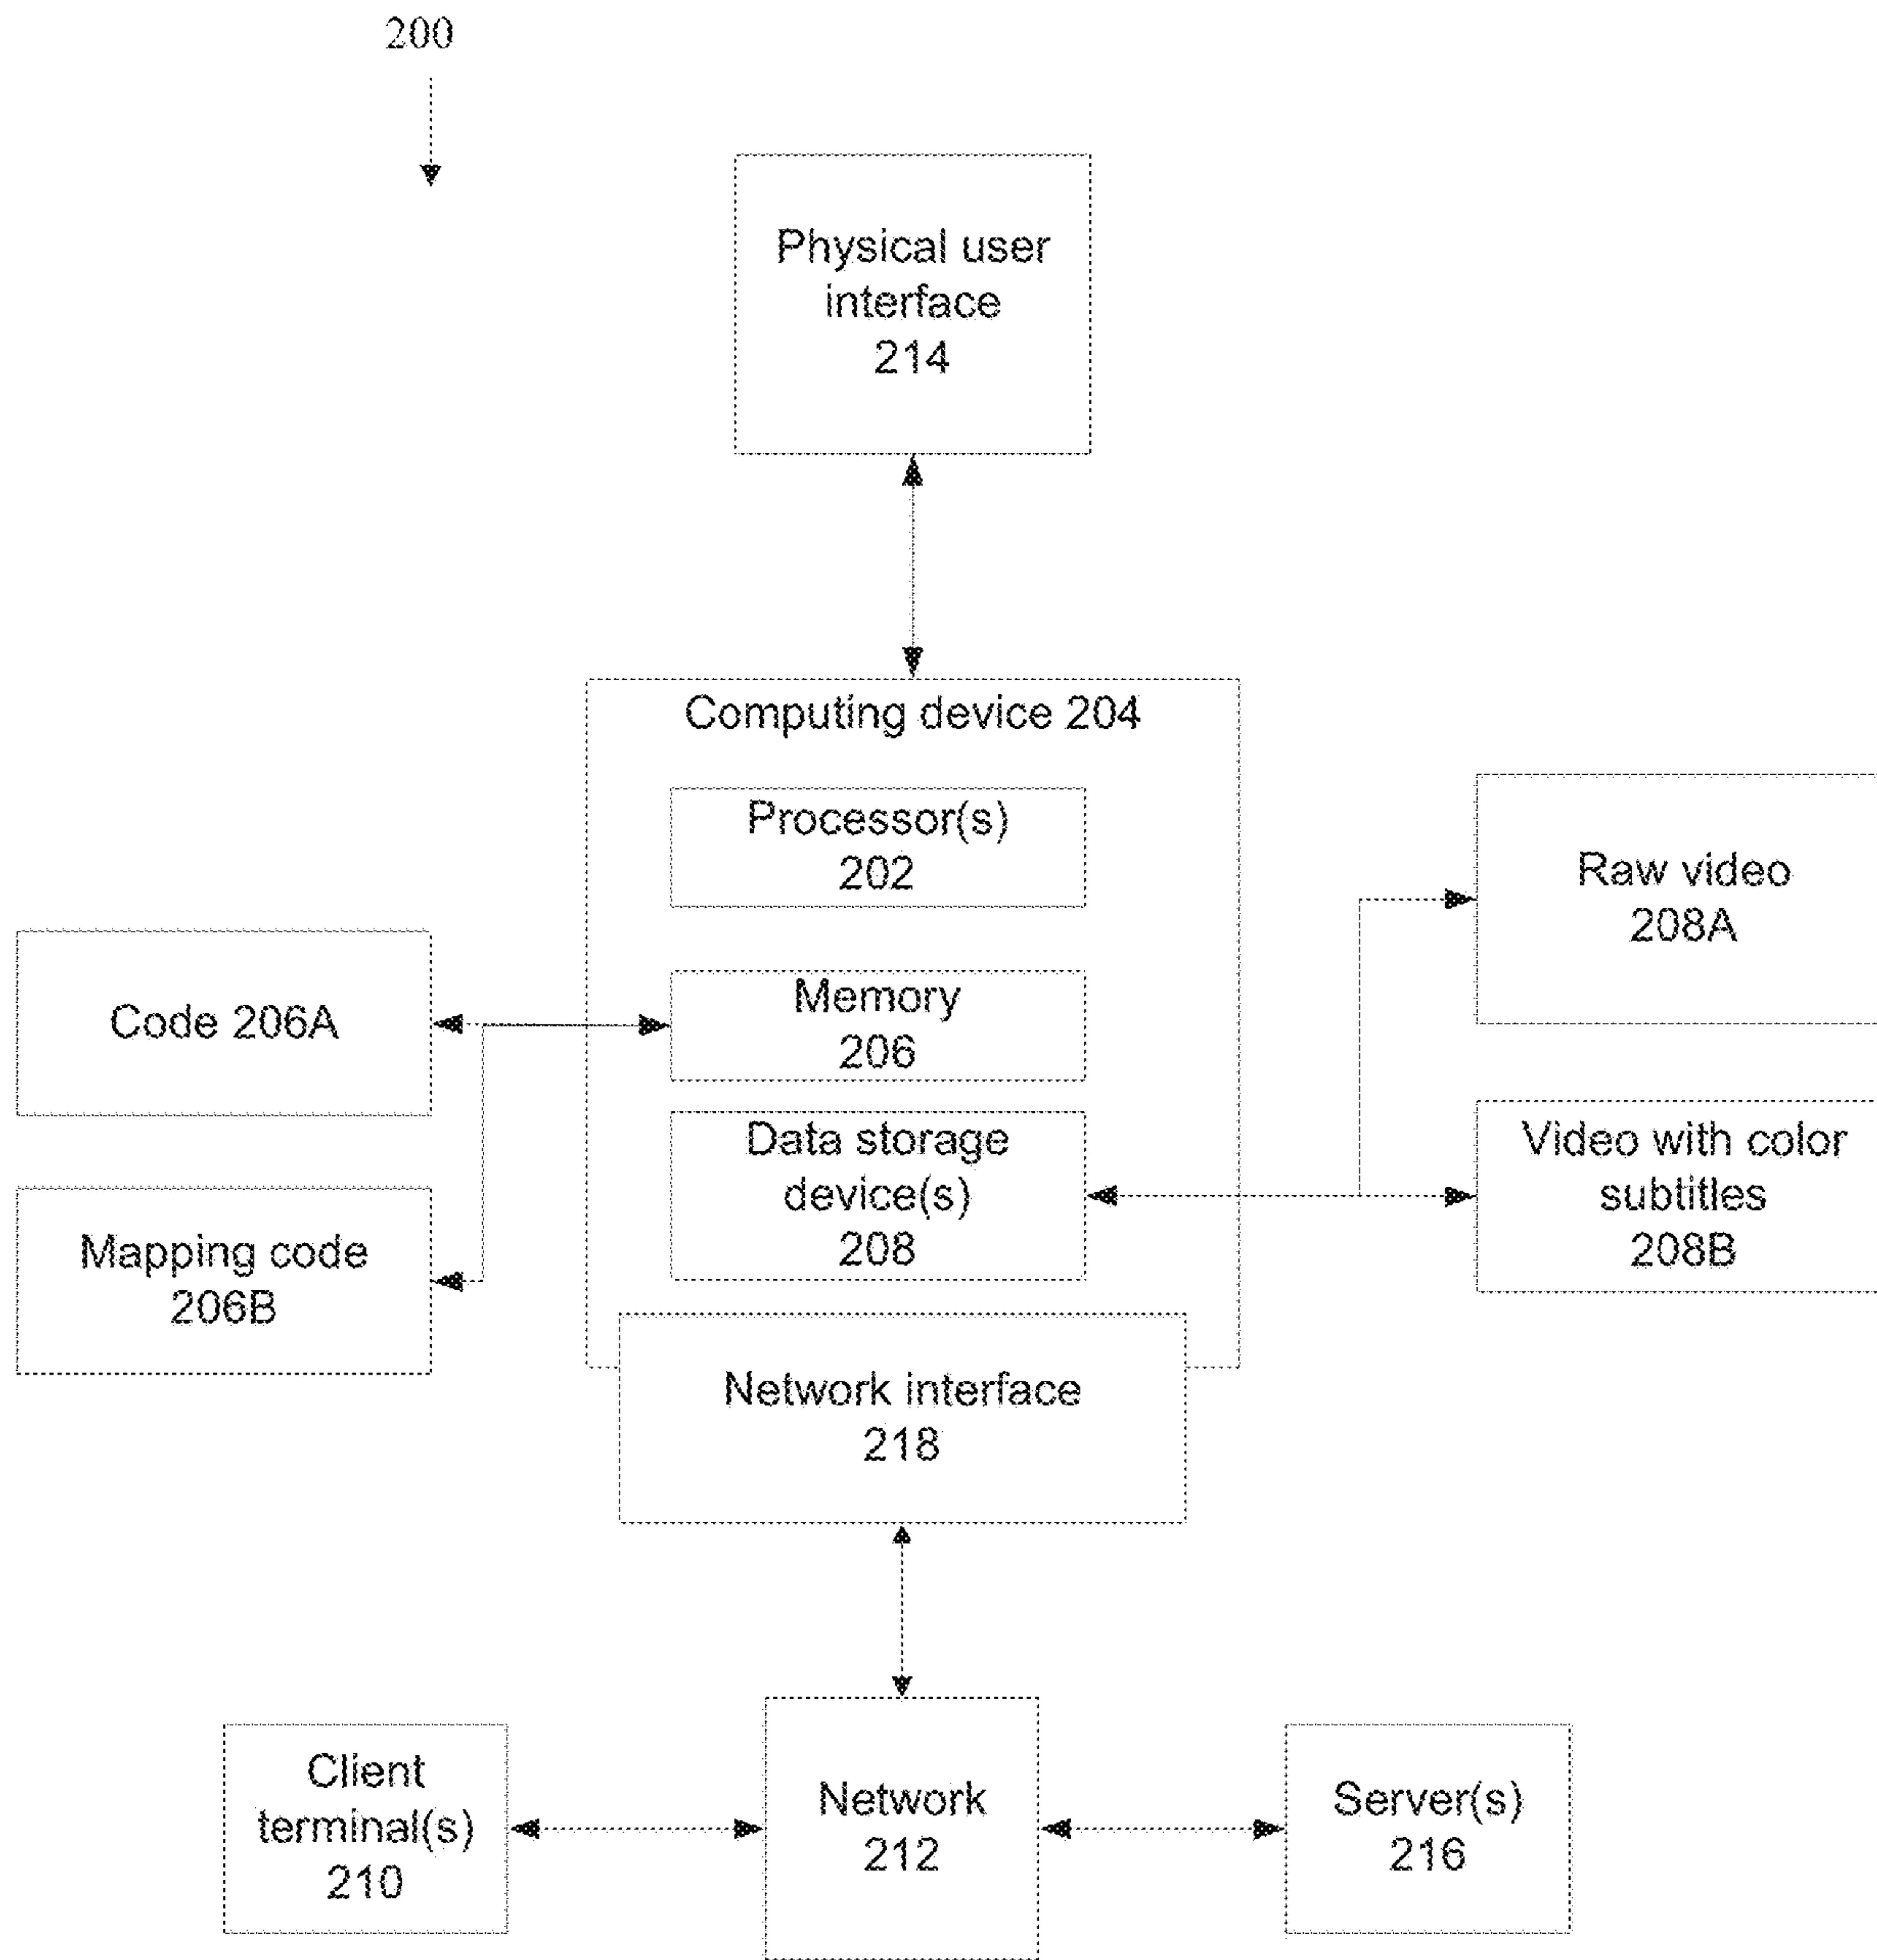 200
Physical user
interface
214
Computing device 204
Processor(s)
202
Raw video
208A
Code 206A
Memory
206
Data storage
device(s)
208
Video with color
subtitles
208B
Mapping code
206B
Network interface
218
Client
terminal(s)
210
Network
212
Server(s)
216